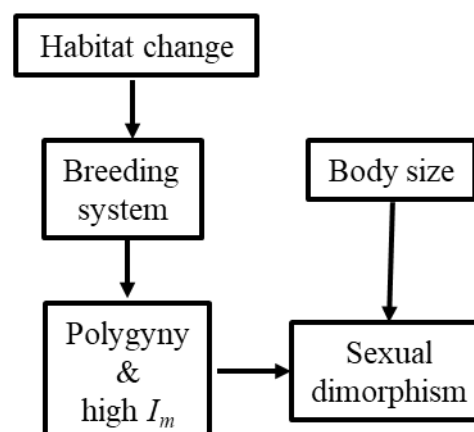 Habitat change
Breeding
system
Body size
Polygyny
&
high Iₘ
Sexual
dimorphism